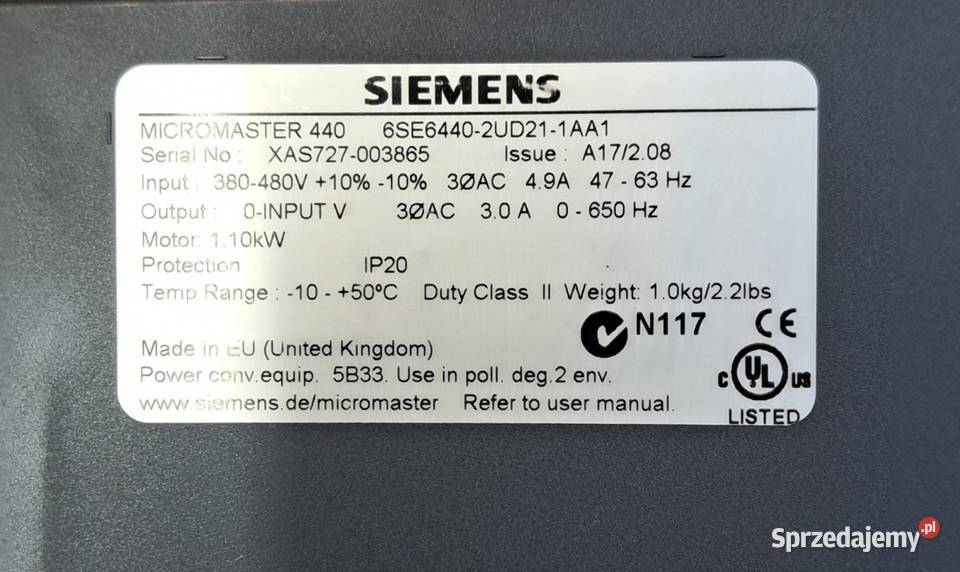 SIEMENS
MICROMASTER 440 6SE6440-2UD21-1AA1
Serial No : XAS727-003865 Issue : A17/2.08
Input : 380-480V +10% -10% 3ØAC 4.9A 47 - 63 Hz
Output : 0-INPUT V 3ØAC 3.0 A 0 - 650 Hz
Motor: 1.10kW
Protection IP20
Temp Range : -10 - +50ºC Duty Class II Weight: 1.0kg/2.2lbs
N117 CE
Made in EU (United Kingdom)
Power conv.equip. 5B33. Use in poll. deg.2 env.
C UL US
www.siemens.de/micromaster Refer to user manual.
LISTED
Sprzedajemy.pl